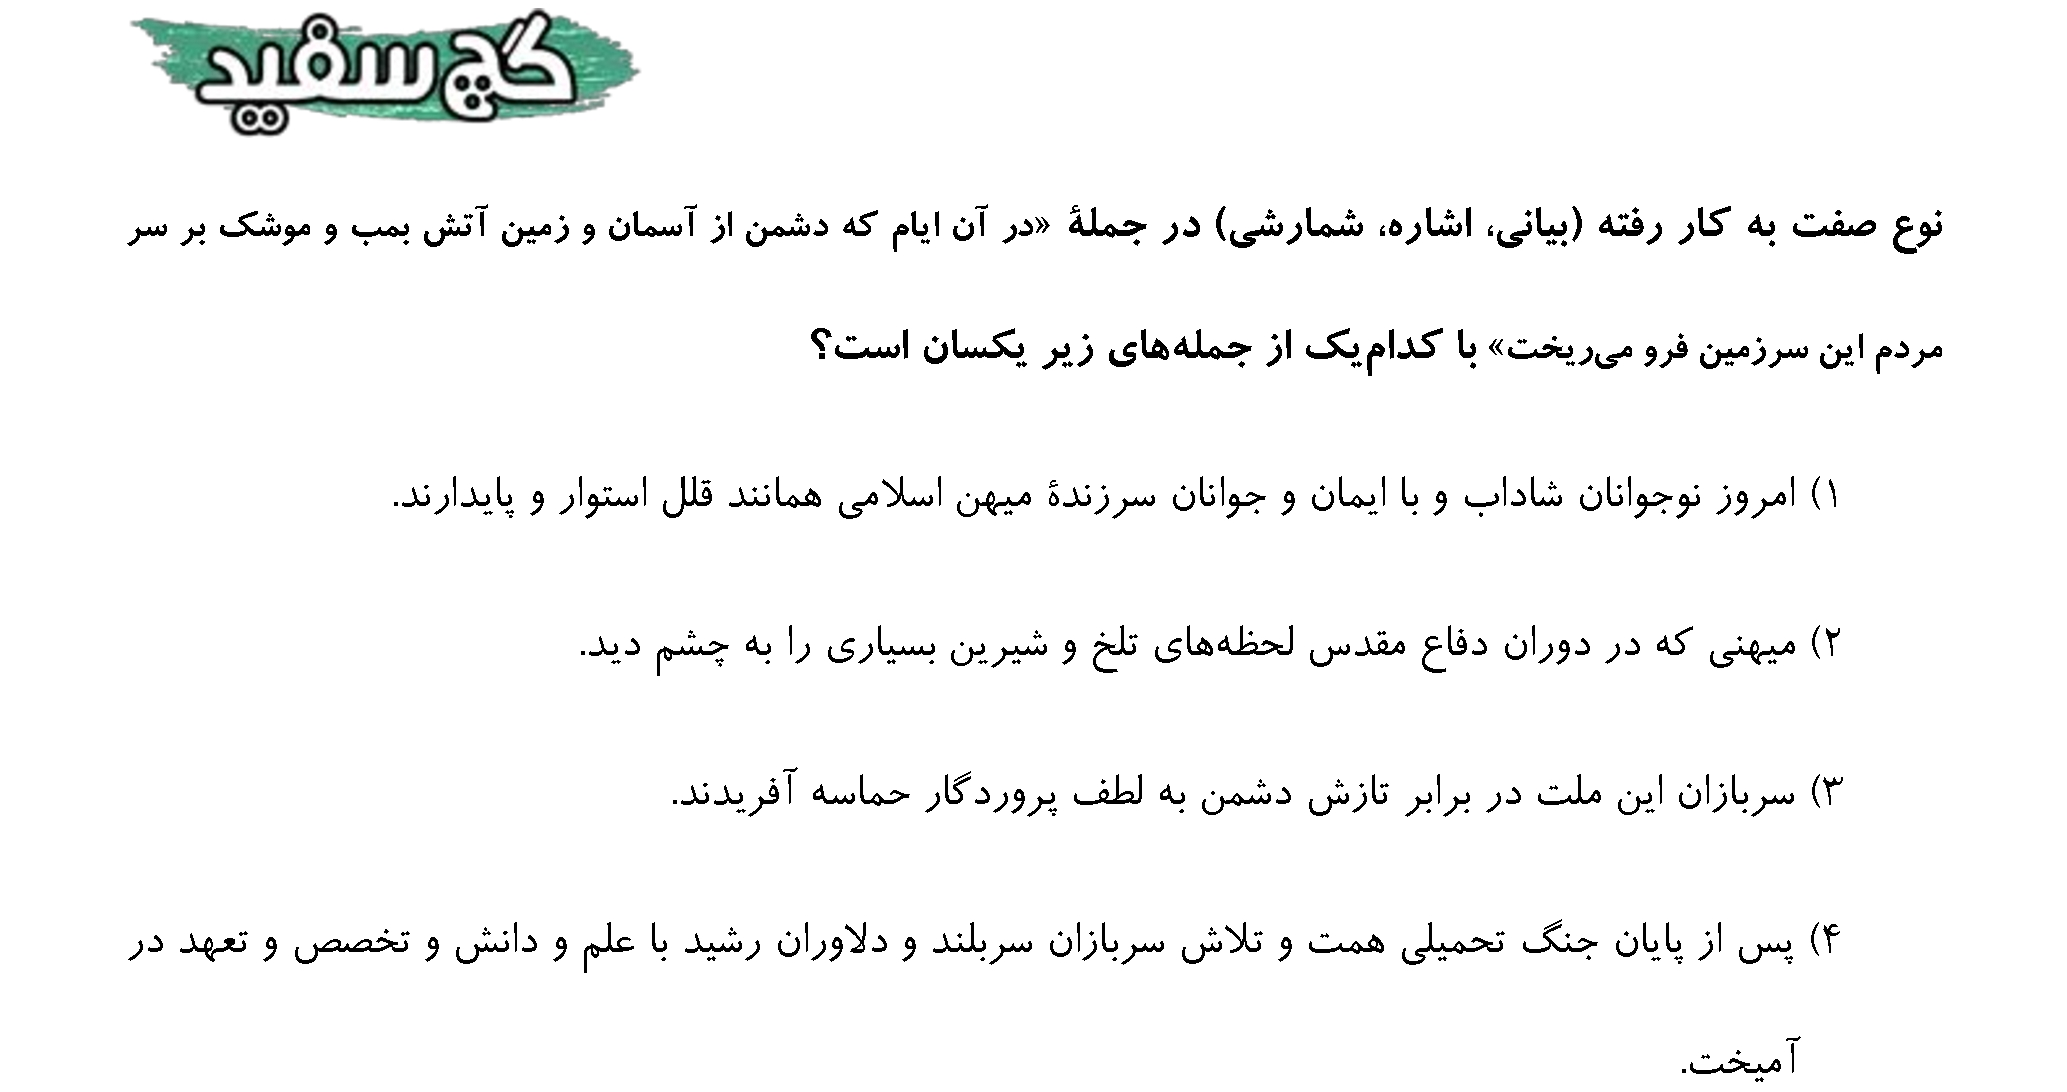 گچ سفید
نوع صفت به کار رفته (بیانی، اشاره، شمارشی) در جملهٔ «در آن ایام که دشمن از آسمان و زمین آتش بمب و موشک بر سر
مردم این سرزمین فرو می‌ریخت» با کدام‌یک از جمله‌های زیر یکسان است؟
۱) امروز نوجوانان شاداب و با ایمان و جوانان سرزندهٔ میهن اسلامی همانند قلل استوار و پایدارند.
۲) میهنی که در دوران دفاع مقدس لحظه‌های تلخ و شیرین بسیاری را به چشم دید.
۳) سربازان این ملت در برابر تازش دشمن به لطف پروردگار حماسه آفریدند.
۴) پس از پایان جنگ تحمیلی همت و تلاش سربازان سربلند و دلاوران رشید با علم و دانش و تخصص و تعهد در
آمیخت.